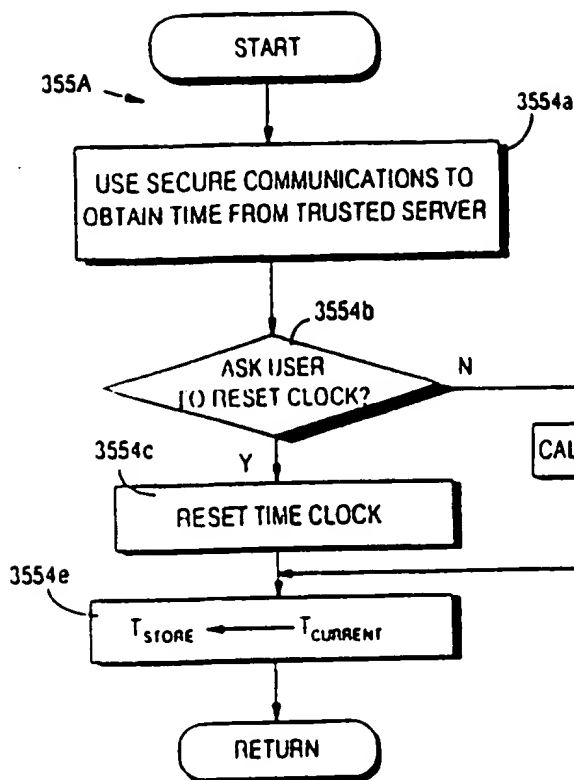 START
355A
3554a
USE SECURE COMMUNICATIONS TO
OBTAIN TIME FROM TRUSTED SERVER
3554b
ASK USER
TO RESET CLOCK?
N
Y
CAL
3554c
RESET TIME CLOCK
3554e
TSTORE TCURRENT
RETURN